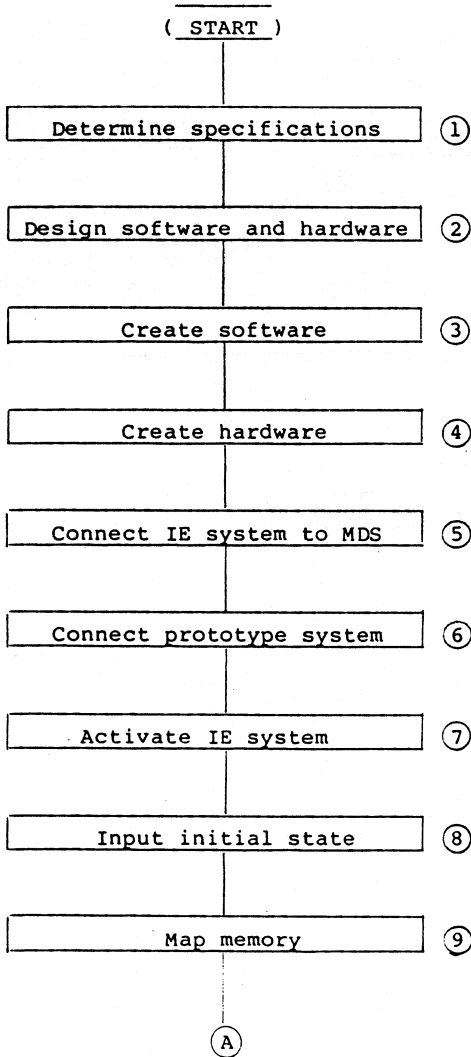 ( START )
Determine specifications ①
Design software and hardware ②
Create software ③
Create hardware ④
Connect IE system to MDS ⑤
Connect prototype system ⑥
Activate IE system ⑦
Input initial state ⑧
Map memory ⑨
Ⓐ